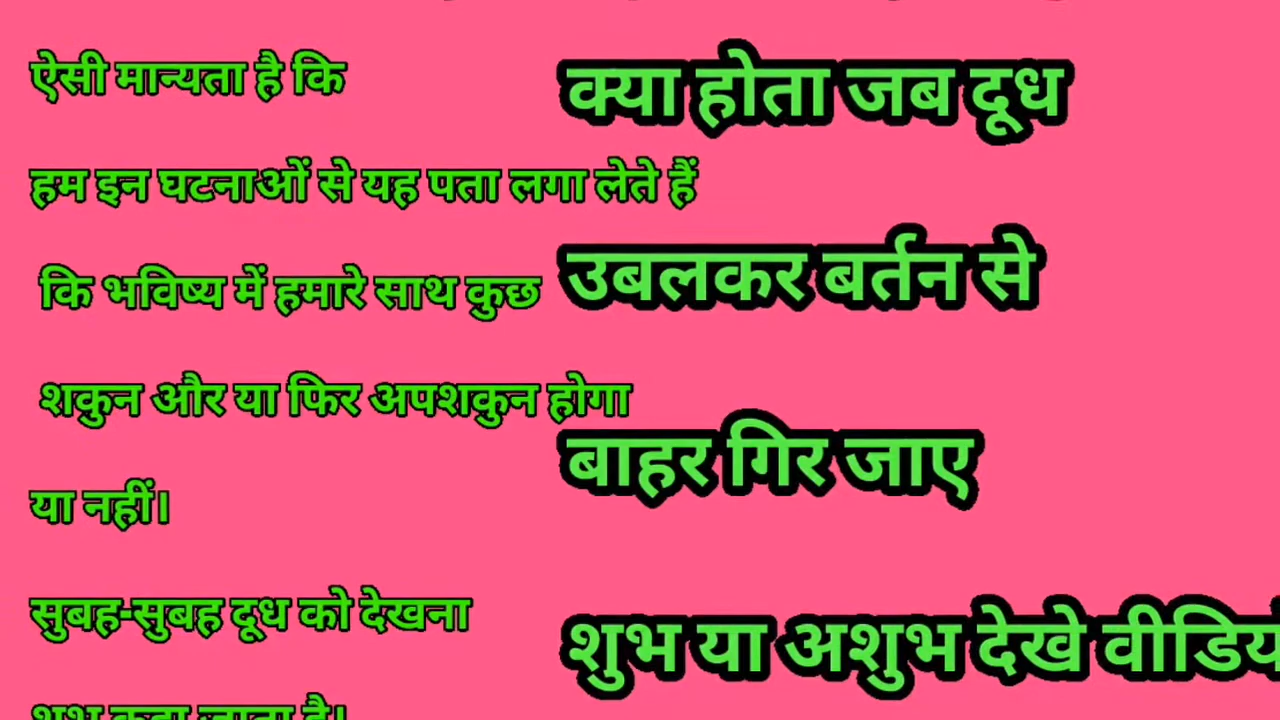 ऐसी मान्यता है कि
हम इन घटनाओं से यह पता लगा लेते हैं
कि भविष्य में हमारे साथ कुछ
शकुन और या फिर अपशकुन होगा
या नहीं।
सुबह-सुबह दूध को देखना
शुभ कहा जाता है।
क्या होता जब दूध
उबलकर बर्तन से
बाहर गिर जाए
शुभ या अशुभ देखे